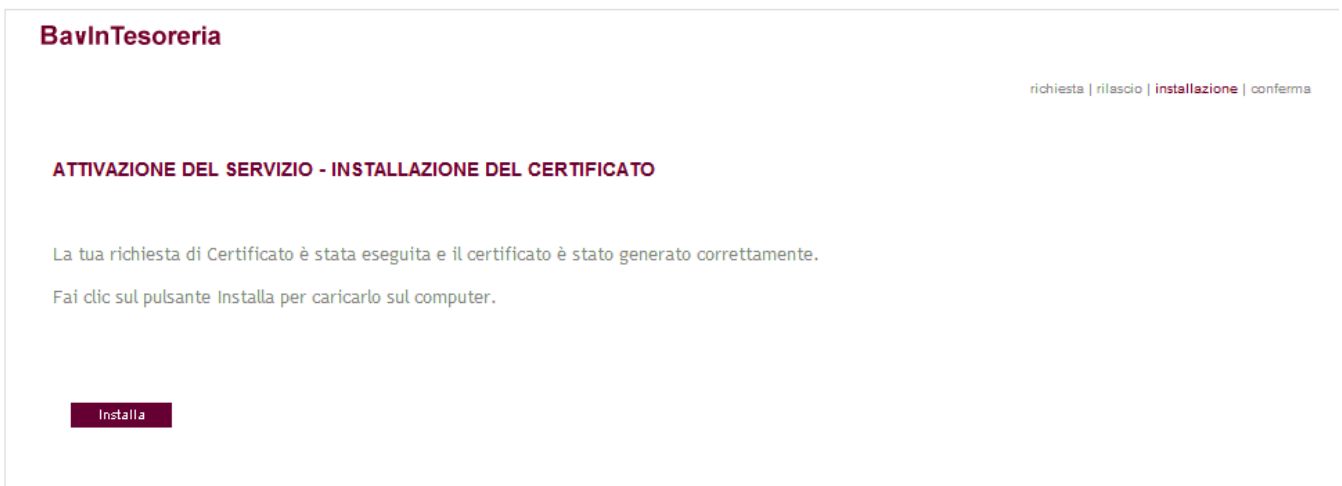 BavInTesoreria
richiesta | rilascio | installazione | conferma
ATTIVAZIONE DEL SERVIZIO - INSTALLAZIONE DEL CERTIFICATO
La tua richiesta di Certificato è stata eseguita e il certificato è stato generato correttamente.
Fai clic sul pulsante Installa per caricarlo sul computer.
Installa